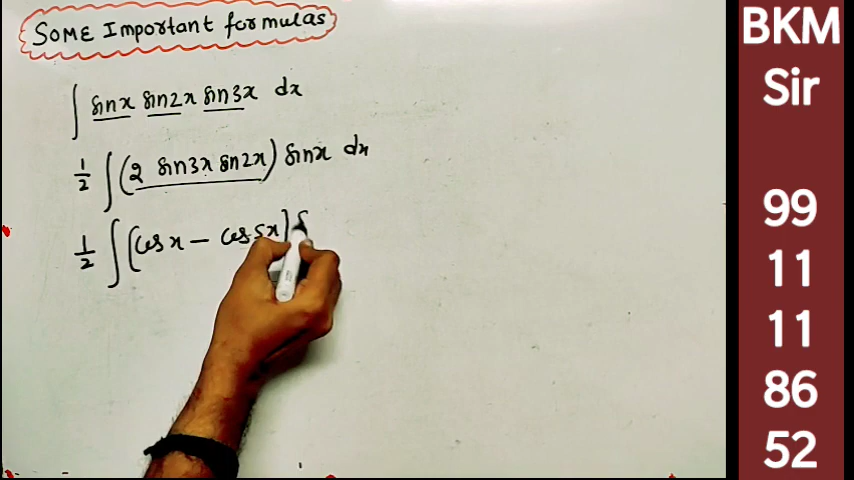 SOME Important formulas
∫ sinx sin2x sin3x dx
1/2 ∫ (2 sin3x sin2x) sinx dx
1/2 ∫ (cosx - cos5x) s
BKM
Sir
99
11
11
86
52